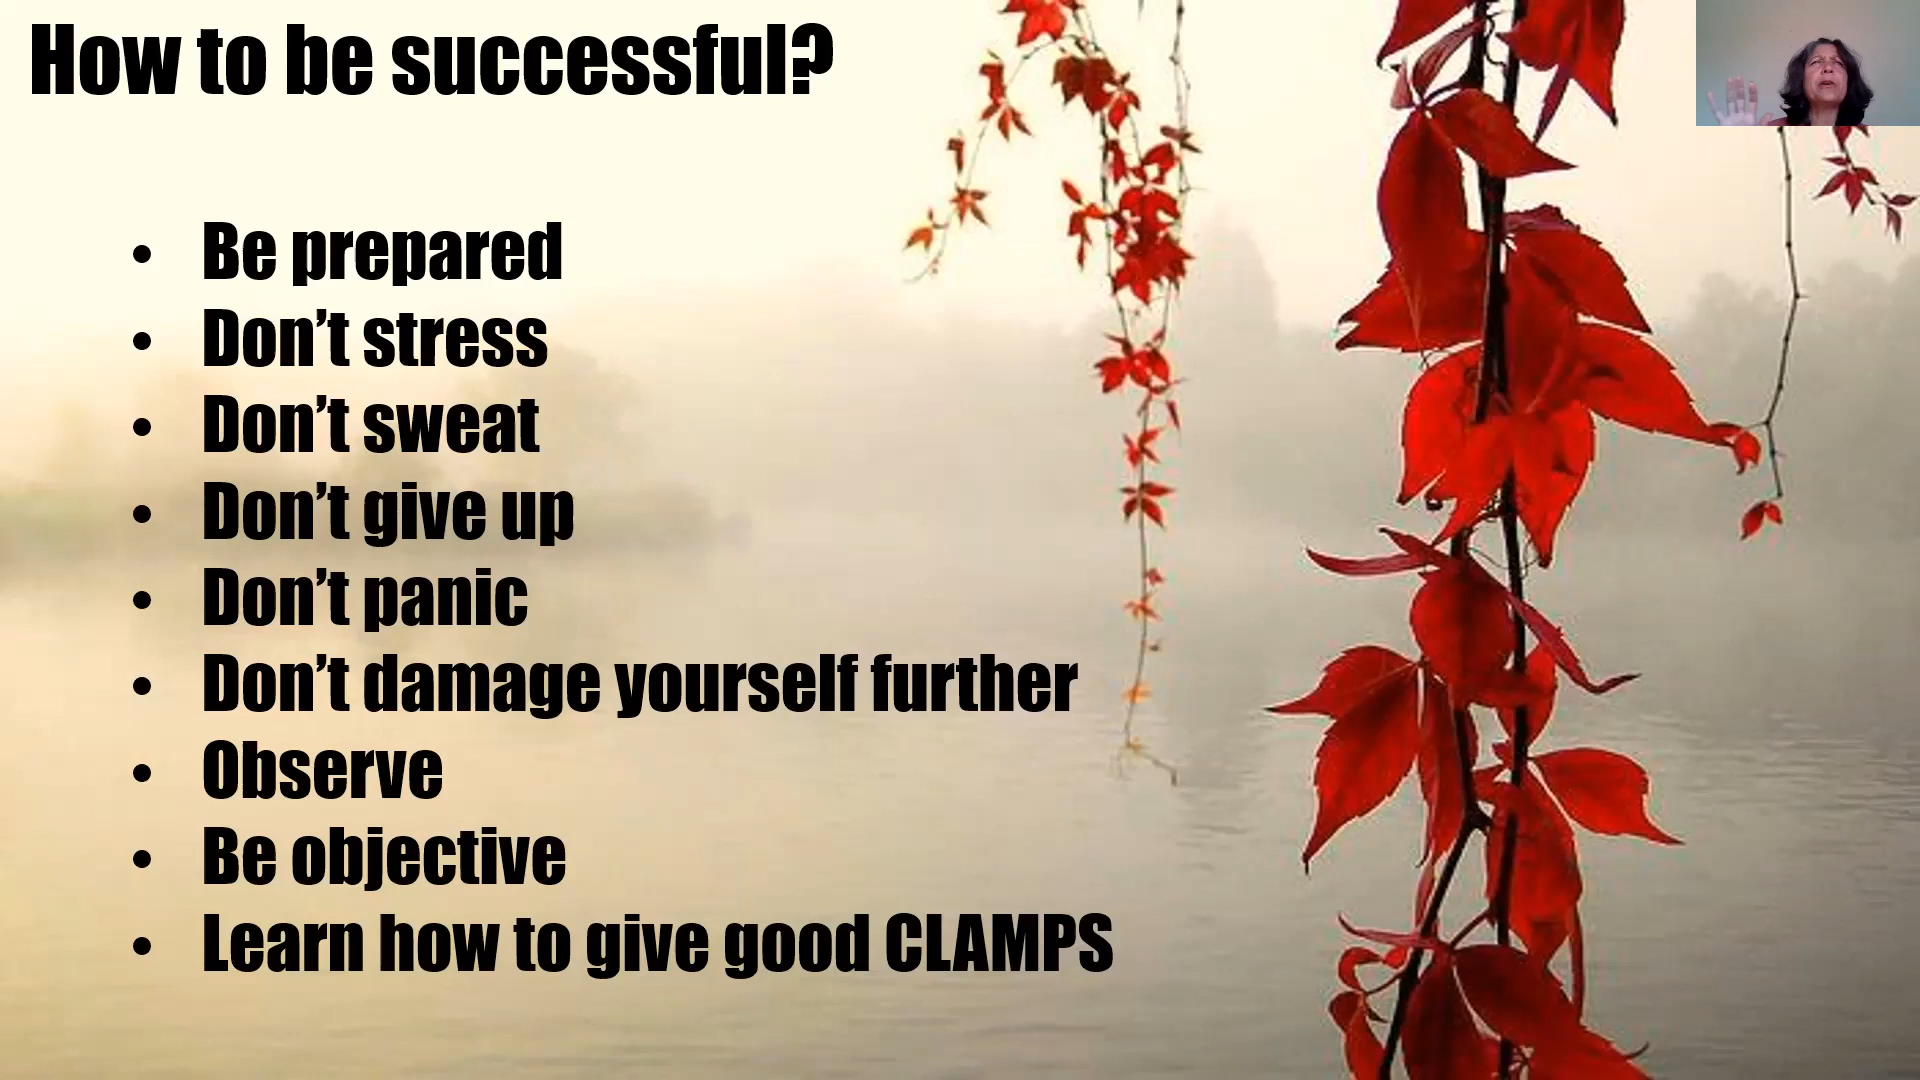 How to be successful?
• Be prepared
• Don’t stress
• Don’t sweat
• Don’t give up
• Don’t panic
• Don’t damage yourself further
• Observe
• Be objective
• Learn how to give good CLAMPS